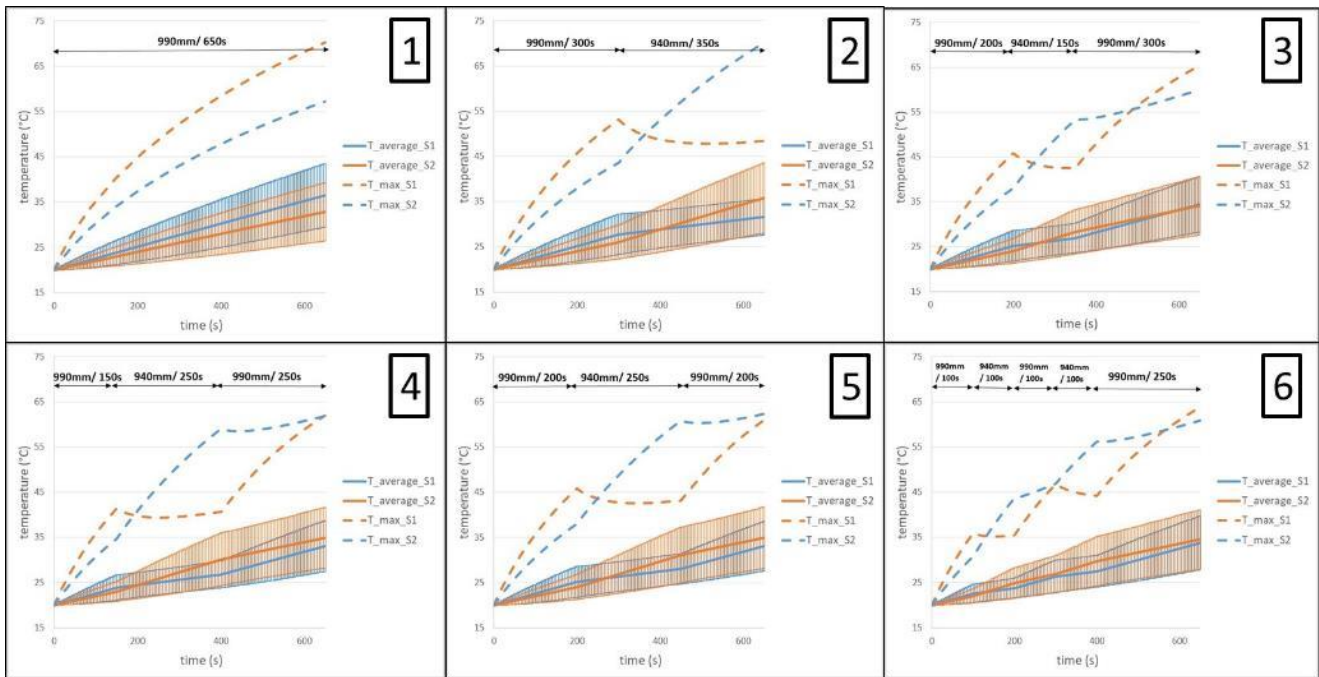 75
990mm/ 650s
1
65
55
45
35
25
15
temperature (°C)
0
200
400
600
time (s)
T_average_S1
T_average_S2
T_max_S1
T_max_S2
75
990mm/ 300s
940mm/ 350s
2
65
55
45
35
25
15
temperature (°C)
0
200
400
600
time (s)
T_average_S1
T_average_S2
T_max_S1
T_max_S2
75
990mm/ 200s
940mm/ 150s
990mm/ 300s
3
65
55
45
35
25
15
temperature (°C)
0
200
400
600
time (s)
T_average_S1
T_average_S2
T_max_S1
T_max_S2
75
990mm/ 150s
940mm/ 250s
990mm/ 250s
4
65
55
45
35
25
15
temperature (°C)
0
200
400
600
time (s)
T_average_S1
T_average_S2
T_max_S1
T_max_S2
75
990mm/ 200s
940mm/ 250s
990mm/ 200s
5
65
55
45
35
25
15
temperature (°C)
0
200
400
600
time (s)
T_average_S1
T_average_S2
T_max_S1
T_max_S2
75
990mm
/ 100s
940mm
/ 100s
990mm
/ 100s
940mm
/ 100s
990mm/ 250s
6
65
55
45
35
25
15
temperature (°C)
0
200
400
600
time (s)
T_average_S1
T_average_S2
T_max_S1
T_max_S2